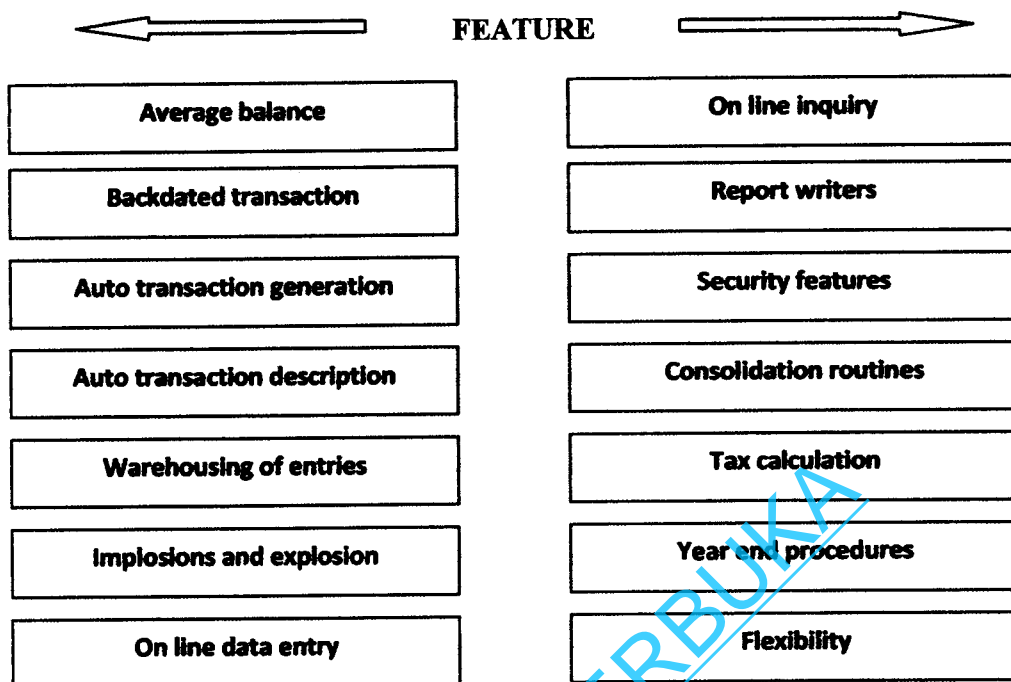 FEATURE
Average balance
Backdated transaction
Auto transaction generation
Auto transaction description
Warehousing of entries
Implosions and explosion
On line data entry
On line inquiry
Report writers
Security features
Consolidation routines
Tax calculation
Year end procedures
Flexibility
ERBUKA